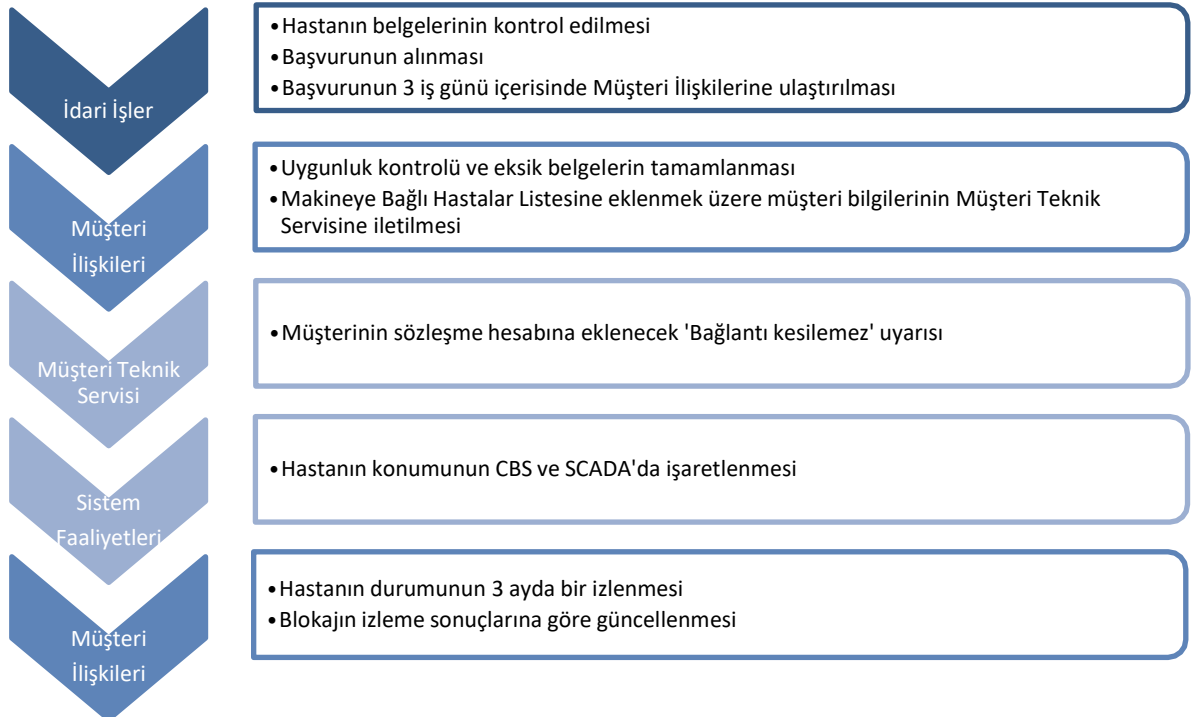 İdari İşler
•Hastanın belgelerinin kontrol edilmesi
•Başvurunun alınması
•Başvurunun 3 iş günü içerisinde Müşteri İlişkilerine ulaştırılması
Müşteri
İlişkileri
•Uygunluk kontrolü ve eksik belgelerin tamamlanması
•Makineye Bağlı Hastalar Listesine eklenmek üzere müşteri bilgilerinin Müşteri Teknik
Servisine iletilmesi
Müşteri Teknik
Servisi
•Müşterinin sözleşme hesabına eklenecek 'Bağlantı kesilemez' uyarısı
Sistem
Faaliyetleri
•Hastanın konumunun CBS ve SCADA'da işaretlenmesi
Müşteri
İlişkileri
•Hastanın durumunun 3 ayda bir izlenmesi
•Blokajın izleme sonuçlarına göre güncellenmesi